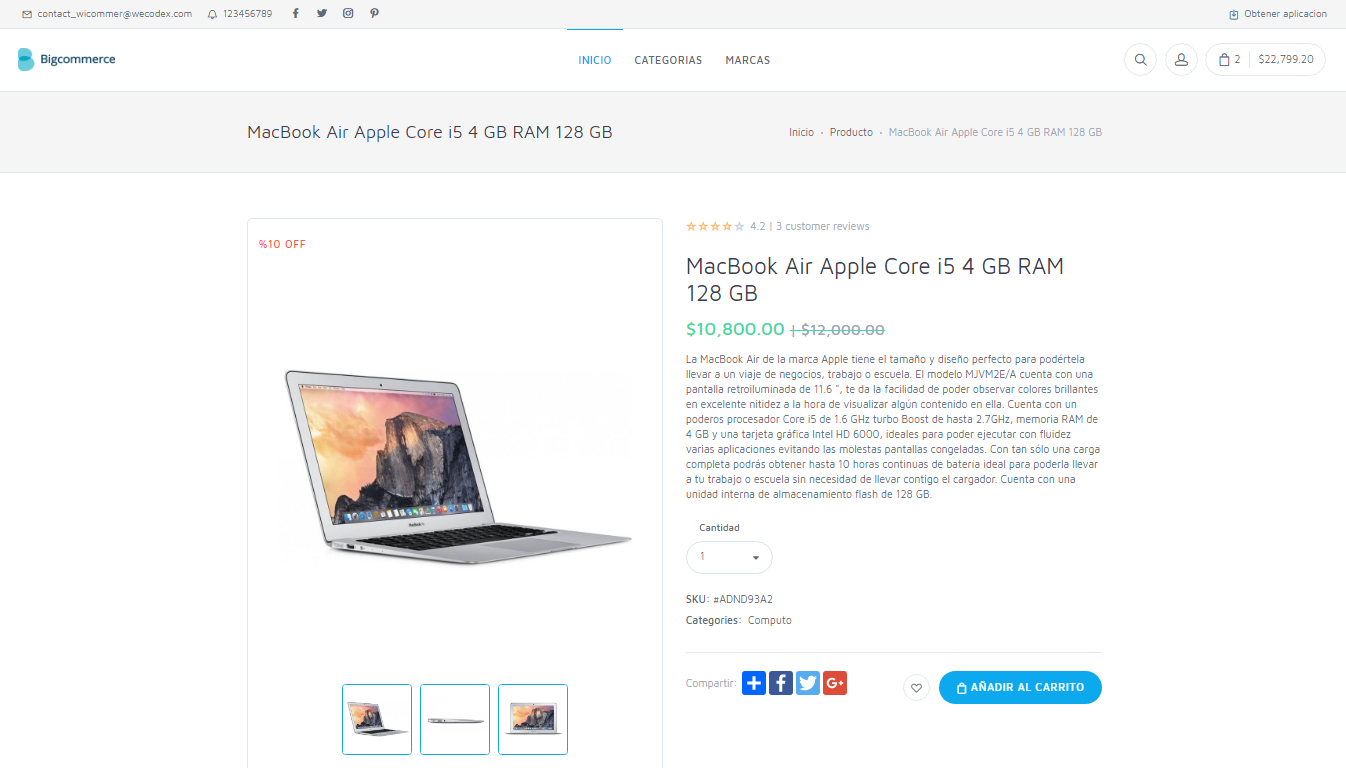 contact_wicommer@wecodex.com 123456789 Obtener aplicacion
Bigcommerce INICIO CATEGORIAS MARCAS 2 $22,799.20
MacBook Air Apple Core i5 4 GB RAM 128 GB
Inicio • Producto • MacBook Air Apple Core i5 4 GB RAM 128 GB
%10 OFF
4.2 | 3 customer reviews
MacBook Air Apple Core i5 4 GB RAM
128 GB
$10,800.00 | $12,000.00
La MacBook Air de la marca Apple tiene el tamaño y diseño perfecto para podértela
llevar a un viaje de negocios, trabajo o escuela. El modelo MJVM2E/A cuenta con una
pantalla retroiluminada de 11.6 ", te da la facilidad de poder observar colores brillantes
en excelente nitidez a la hora de visualizar algún contenido en ella. Cuenta con un
poderos procesador Core i5 de 1.6 GHz turbo Boost de hasta 2.7GHz, memoria RAM de
4 GB y una tarjeta gráfica Intel HD 6000, ideales para poder ejecutar con fluidez
varias aplicaciones evitando las molestas pantallas congeladas. Con tan sólo una carga
completa podrás obtener hasta 10 horas continuas de batería ideal para poderla llevar
a tu trabajo o escuela sin necesidad de llevar contigo el cargador. Cuenta con una
unidad interna de almacenamiento flash de 128 GB.
Cantidad
1
SKU: #ADND93A2
Categories: Computo
Compartir: AÑADIR AL CARRITO